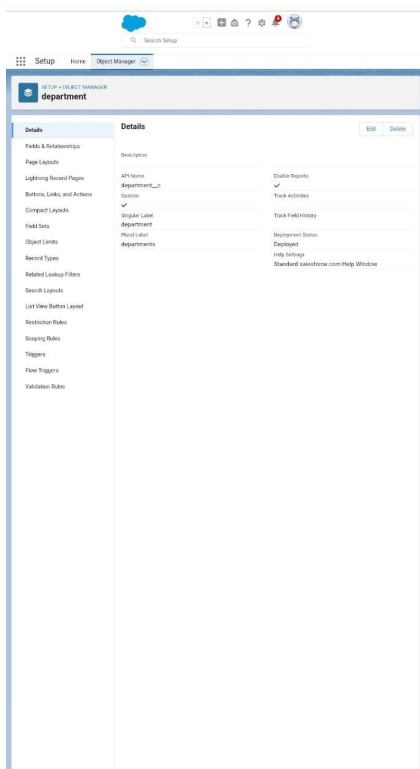 Search Setup
Setup
Home
Object Manager
SETUP > OBJECT MANAGER
department
Details
Fields & Relationships
Page Layouts
Lightning Record Pages
Buttons, Links, and Actions
Compact Layouts
Field Sets
Object Limits
Record Types
Related Lookup Filters
Search Layouts
List View Button Layout
Restriction Rules
Scoping Rules
Triggers
Flow Triggers
Validation Rules
Details
Edit
Delete
Description
API Name
department__c
Custom
Singular Label
department
Plural Label
departments
Enable Reports
Track Activities
Track Field History
Deployment Status
Deployed
Help Settings
Standard salesforce.com Help Window